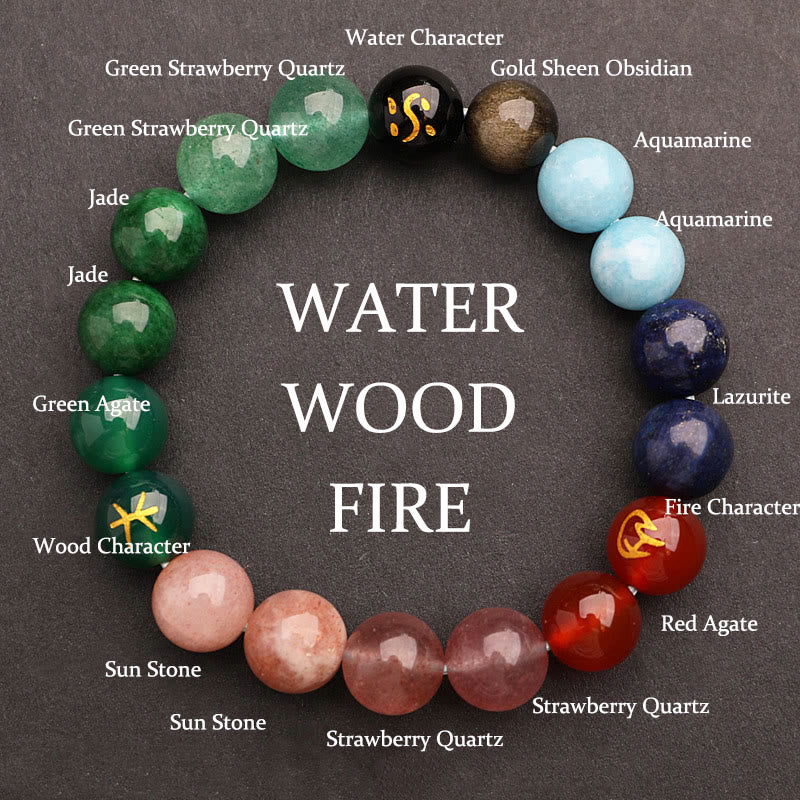 Water Character
Green Strawberry Quartz
Gold Sheen Obsidian
Green Strawberry Quartz
Aquamarine
Jade
Aquamarine
Jade
WATER
WOOD
FIRE
Lazurite
Green Agate
Fire Character
Wood Character
Red Agate
Sun Stone
Strawberry Quartz
Sun Stone
Strawberry Quartz